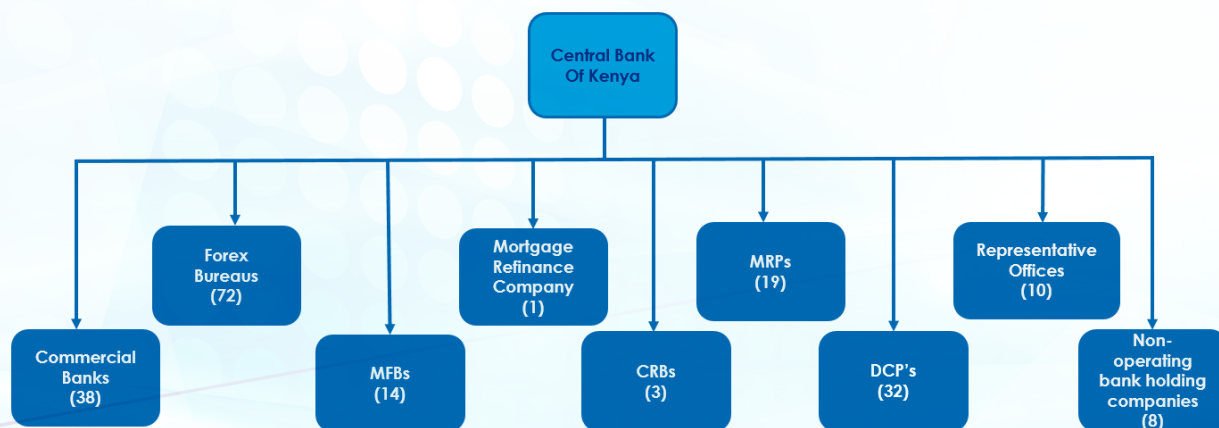 Central Bank
Of Kenya
Forex
Bureaus
(72)
Mortgage
Refinance
Company
(1)
MRPs
(19)
Representative
Offices
(10)
Commercial
Banks
(38)
MFBs
(14)
CRBs
(3)
DCP's
(32)
Non-
operating
bank holding
companies
(8)